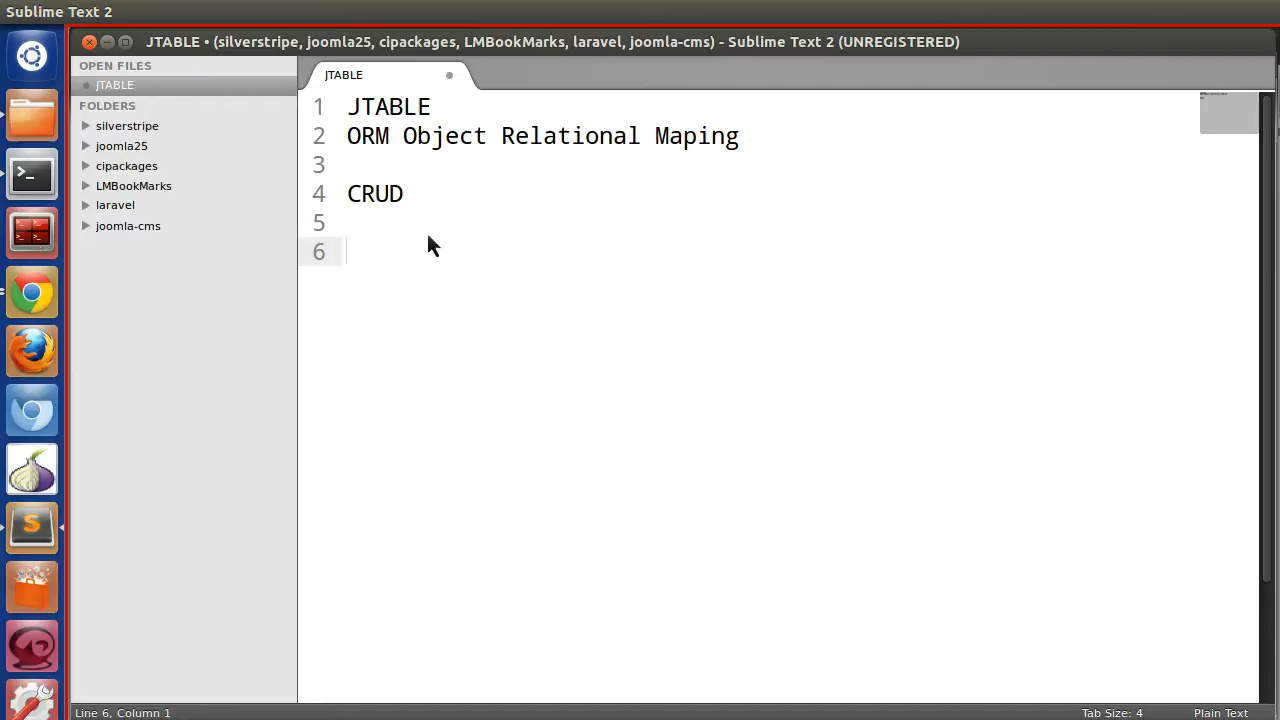 Sublime Text 2
JTABLE • (silverstripe, joomla25, cipackages, LMBookMarks, laravel, joomla-cms) - Sublime Text 2 (UNREGISTERED)
OPEN FILES
JTABLE
FOLDERS
silverstripe
joomla25
cipackages
LMBookMarks
laravel
joomla-cms
JTABLE
1 JTABLE
2 ORM Object Relational Maping
3
4 CRUD
5
6
Line 6, Column 1
Tab Size: 4
Plain Text